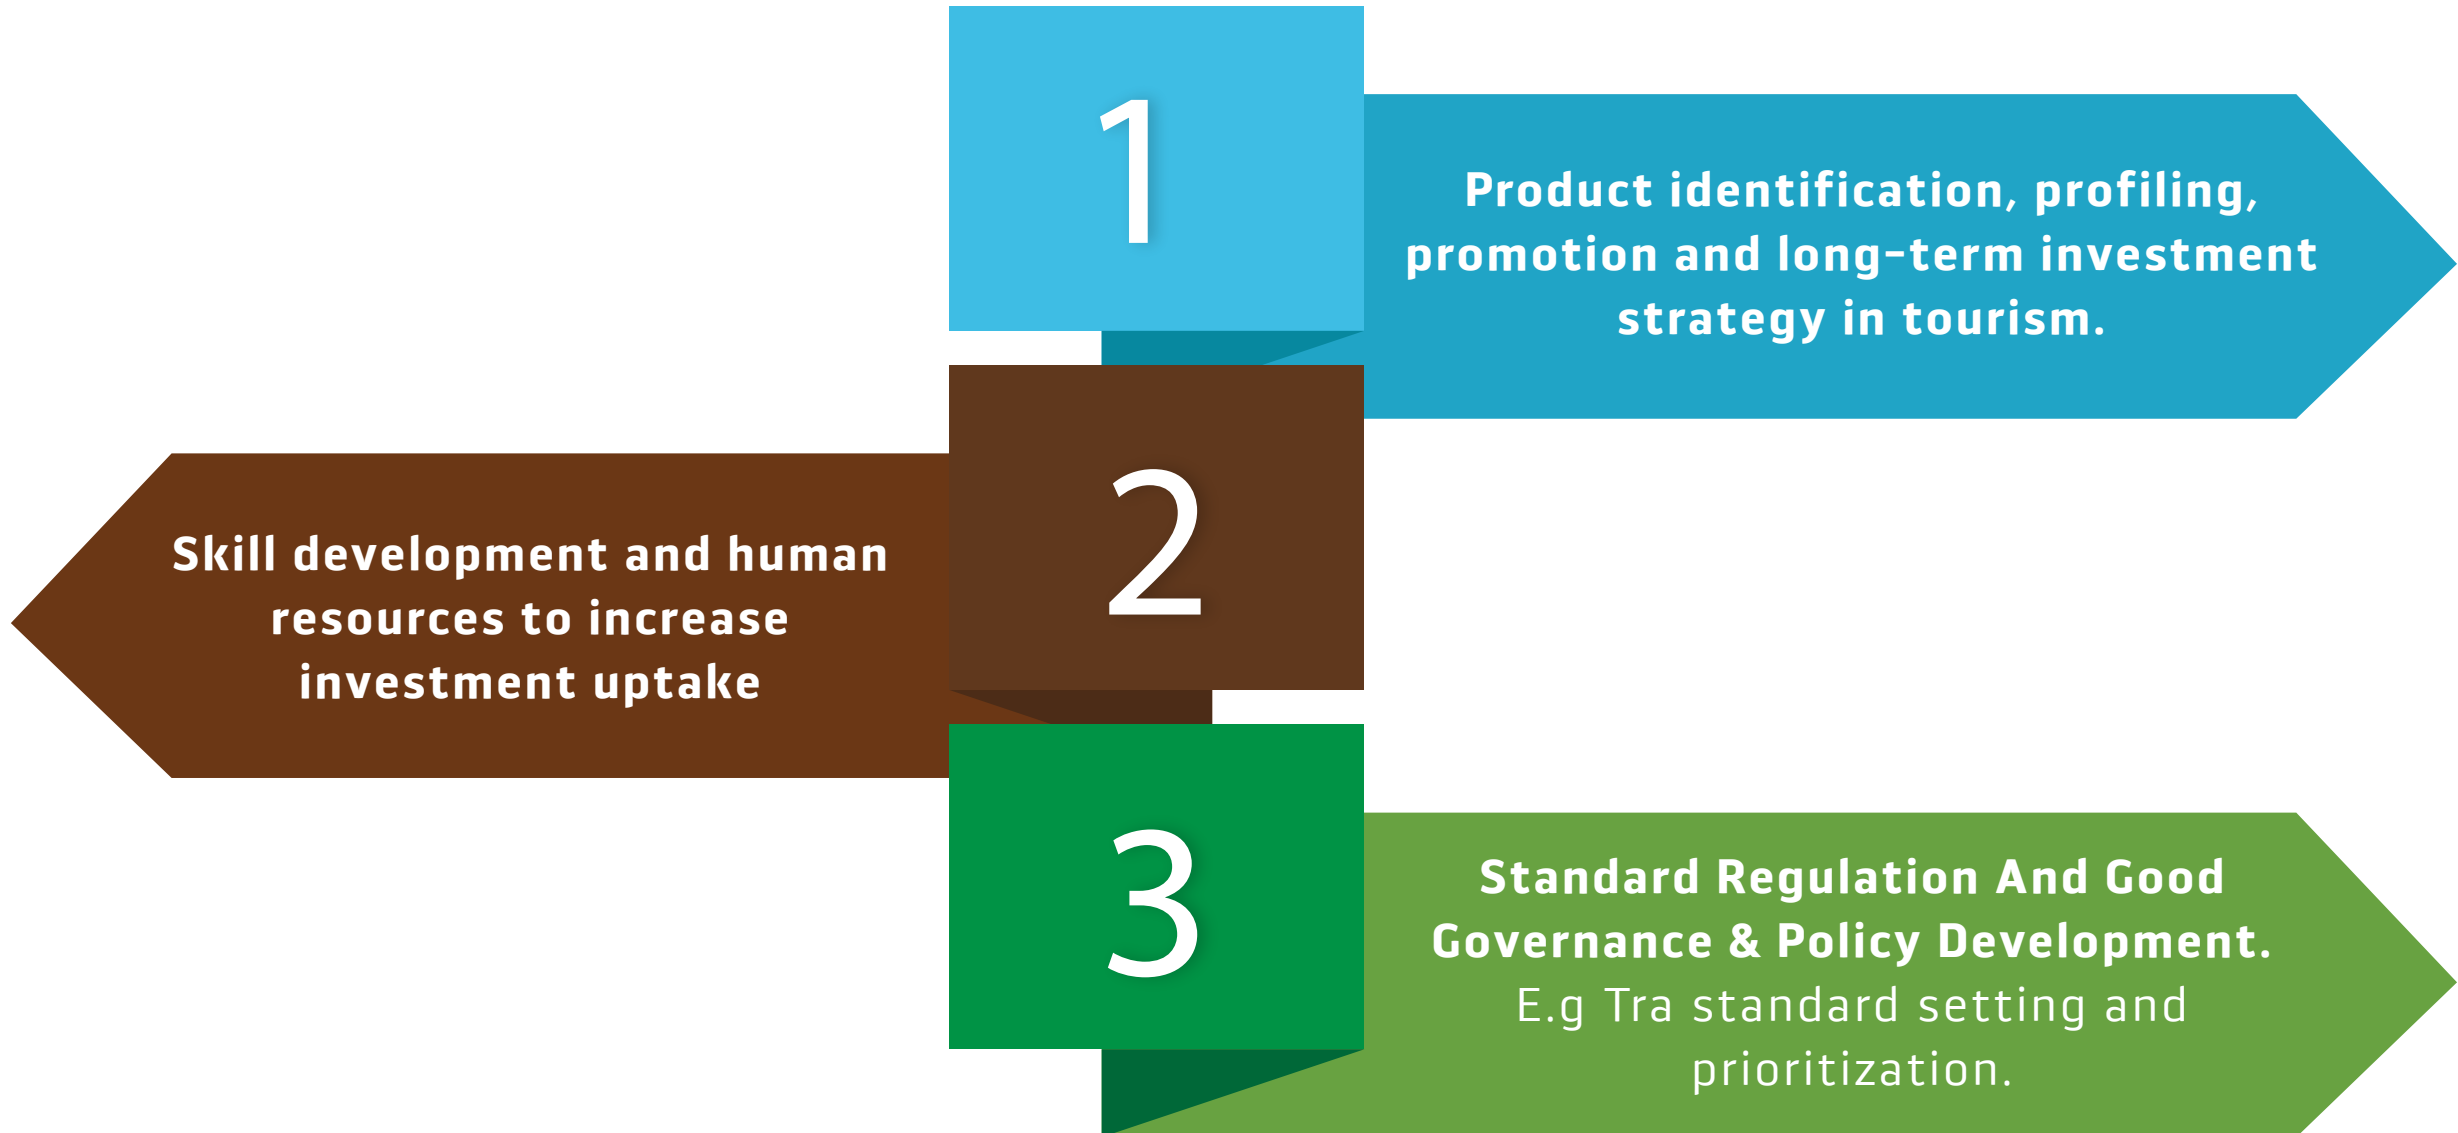 1
Product identification, profiling,
promotion and long-term investment
strategy in tourism.
2
Skill development and human
resources to increase
investment uptake
3
Standard Regulation And Good
Governance & Policy Development.
E.g Tra standard setting and
prioritization.